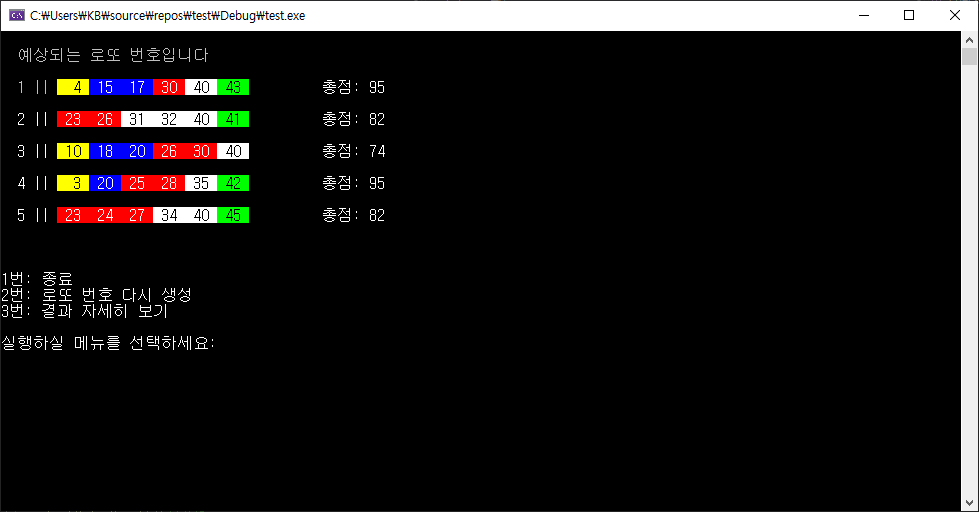 C:\Users\KB\source\repos\test\Debug\test.exe
예상되는 로또 번호입니다
1 || 4 15 17 30 40 43 총점: 95
2 || 23 26 31 32 40 41 총점: 82
3 || 10 18 20 26 30 40 총점: 74
4 || 3 20 25 28 35 42 총점: 95
5 || 23 24 27 34 40 45 총점: 82
1번: 종료
2번: 로또 번호 다시 생성
3번: 결과 자세히 보기
실행하실 메뉴를 선택하세요: